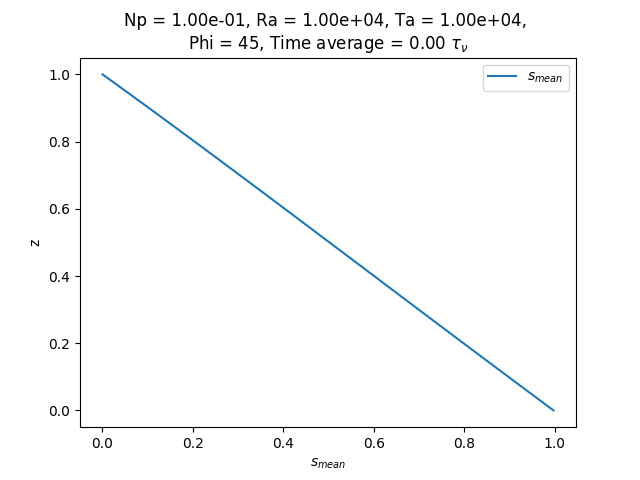 Np = 1.00e-01, Ra = 1.00e+04, Ta = 1.00e+04,
Phi = 45, Time average = 0.00 τν
s_mean
1.0
0.8
0.6
0.4
0.2
0.0
z
0.0 0.2 0.4 0.6 0.8 1.0
s_mean